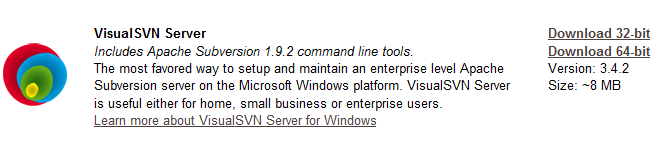 VisualSVN Server
Includes Apache Subversion 1.9.2 command line tools.
The most favored way to setup and maintain an enterprise level Apache
Subversion server on the Microsoft Windows platform. VisualSVN Server
is useful either for home, small business or enterprise users.
Learn more about VisualSVN Server for Windows
Download 32-bit
Download 64-bit
Version: 3.4.2
Size: ~8 MB